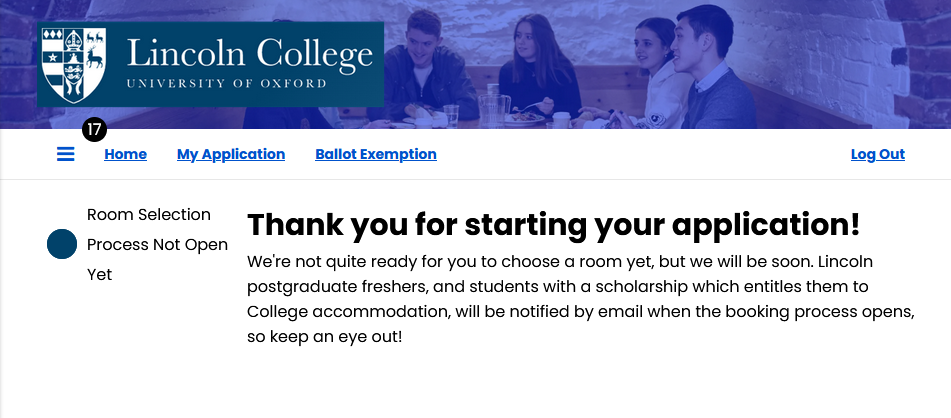 Lincoln College
UNIVERSITY OF OXFORD
17
Home
My Application
Ballot Exemption
Log Out
Room Selection
Process Not Open
Yet
Thank you for starting your application!
We're not quite ready for you to choose a room yet, but we will be soon. Lincoln
postgraduate freshers, and students with a scholarship which entitles them to
College accommodation, will be notified by email when the booking process opens,
so keep an eye out!